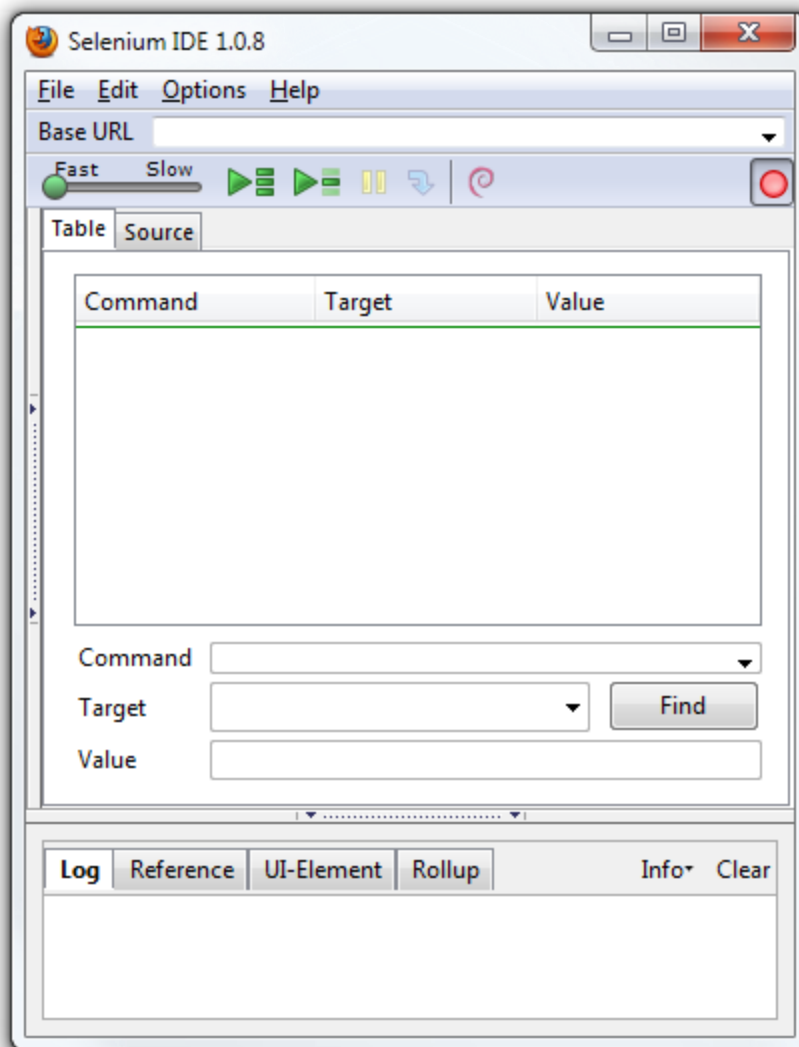 Selenium IDE 1.0.8
File Edit Options Help
Base URL
Fast Slow
Table Source
Command Target Value
Command
Target Find
Value
Log Reference UI-Element Rollup Info Clear